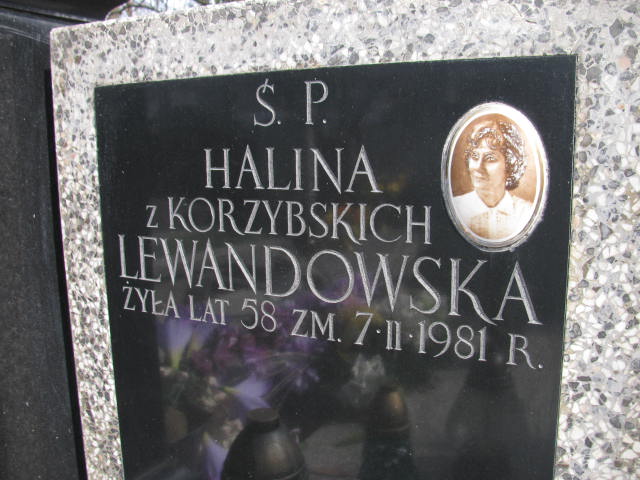 Ś. P.
HALINA
z KORZYBSKICH
LEWANDOWSKA
ŻYŁA LAT 58 ZM. 7·II·1981 R.